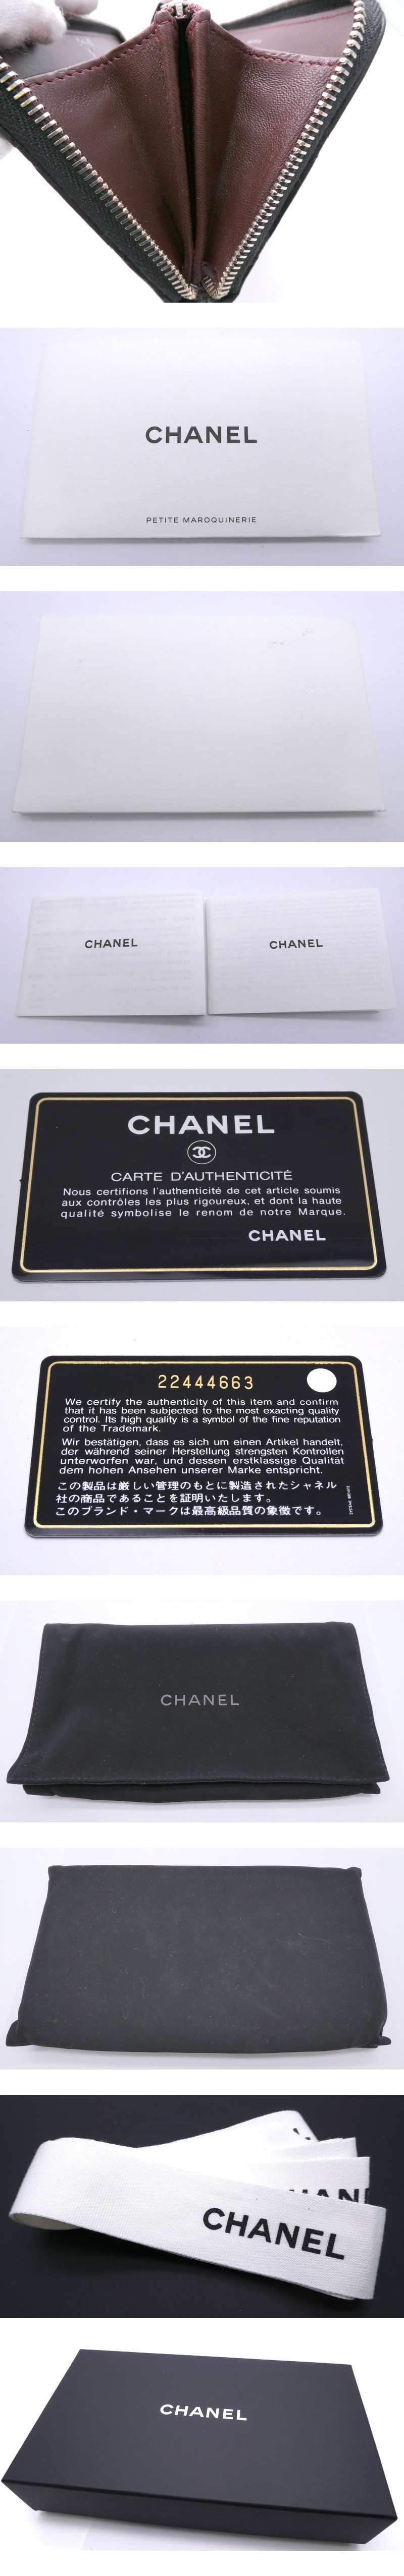 CHANEL
PETITE MAROQUINERIE
CHANEL
CHANEL
CHANEL
CARTE D'AUTHENTICITÉ
Nous certifions l'authenticité de cet article soumis
aux contrôles les plus rigoureux, et dont la haute
qualité symbolise le renom de notre Marque.
CHANEL
22444663
We certify the authenticity of this item and confirm
that it has been subjected to the most exacting quality
control. Its high quality is a symbol of the fine reputation
of the Trademark.
Wir bestätigen, dass es sich um einen Artikel handelt,
der während seiner Herstellung strengsten Kontrollen
unterworfen war, und dessen erstklassige Qualität
dem hohen Ansehen unserer Marke entspricht.
この製品は厳しい管理のもとに製造されたシャネル
社の商品であることを証明いたします。
このブランド・マークは最高級品質の象徴です。
CHANEL
CHANEL
CHANEL